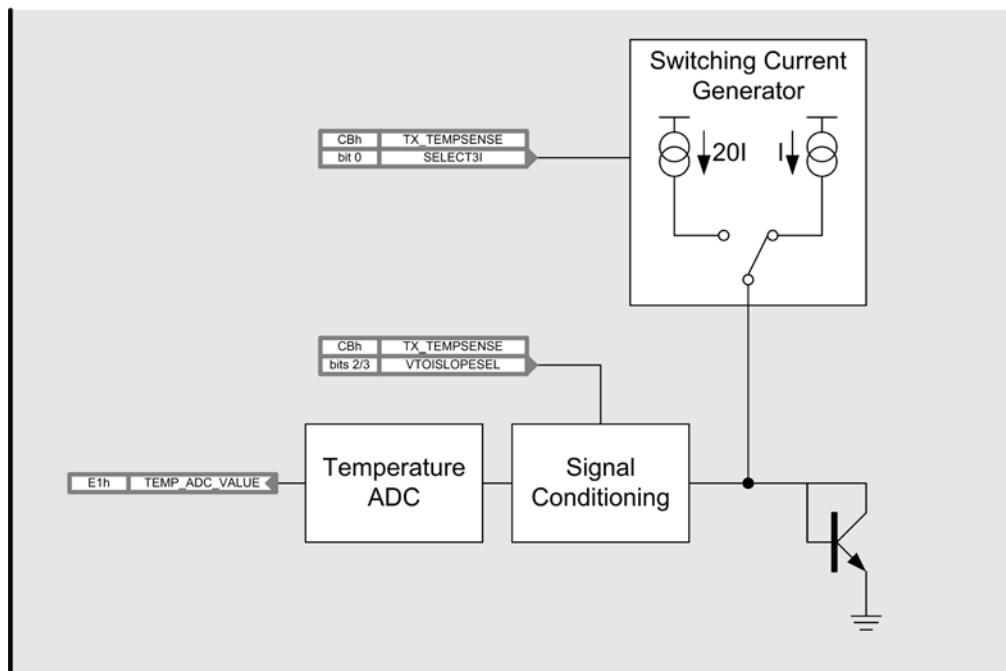 Switching Current
Generator
20I
I
CBh TX_TEMPSENSE
bit 0 SELECT3I
CBh TX_TEMPSENSE
bits 2/3 VTOISLOPESEL
Temperature
ADC
Signal
Conditioning
E1h TEMP_ADC_VALUE